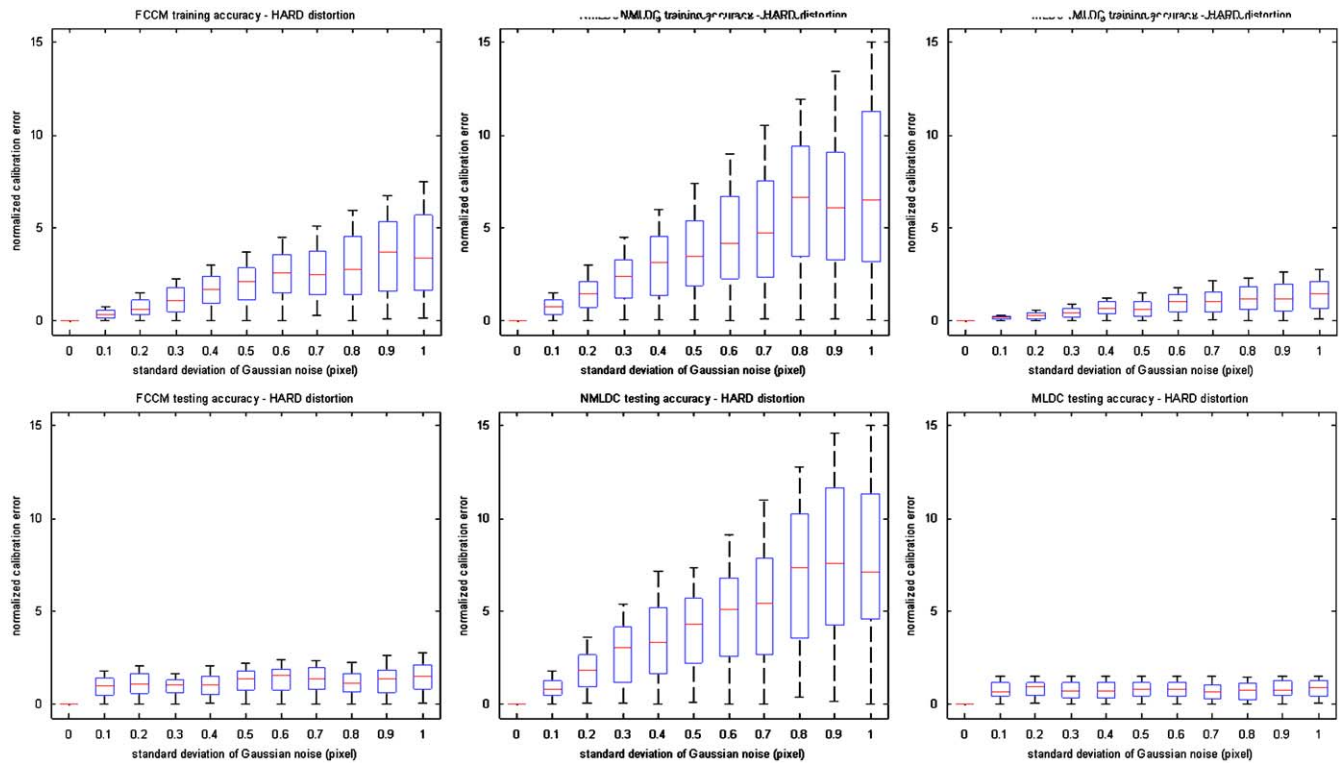 FCCM training accuracy - HARD distortion
NMLDC training accuracy - HARD distortion
MLDC training accuracy - HARD distortion
normalized calibration error
15
10
5
0
0 0.1 0.2 0.3 0.4 0.5 0.6 0.7 0.8 0.9 1
standard deviation of Gaussian noise (pixel)
normalized calibration error
15
10
5
0
0 0.1 0.2 0.3 0.4 0.5 0.6 0.7 0.8 0.9 1
standard deviation of Gaussian noise (pixel)
normalized calibration error
15
10
5
0
0 0.1 0.2 0.3 0.4 0.5 0.6 0.7 0.8 0.9 1
standard deviation of Gaussian noise (pixel)
FCCM testing accuracy - HARD distortion
NMLDC testing accuracy - HARD distortion
MLDC testing accuracy - HARD distortion
normalized calibration error
15
10
5
0
0 0.1 0.2 0.3 0.4 0.5 0.6 0.7 0.8 0.9 1
standard deviation of Gaussian noise (pixel)
normalized calibration error
15
10
5
0
0 0.1 0.2 0.3 0.4 0.5 0.6 0.7 0.8 0.9 1
standard deviation of Gaussian noise (pixel)
normalized calibration error
15
10
5
0
0 0.1 0.2 0.3 0.4 0.5 0.6 0.7 0.8 0.9 1
standard deviation of Gaussian noise (pixel)